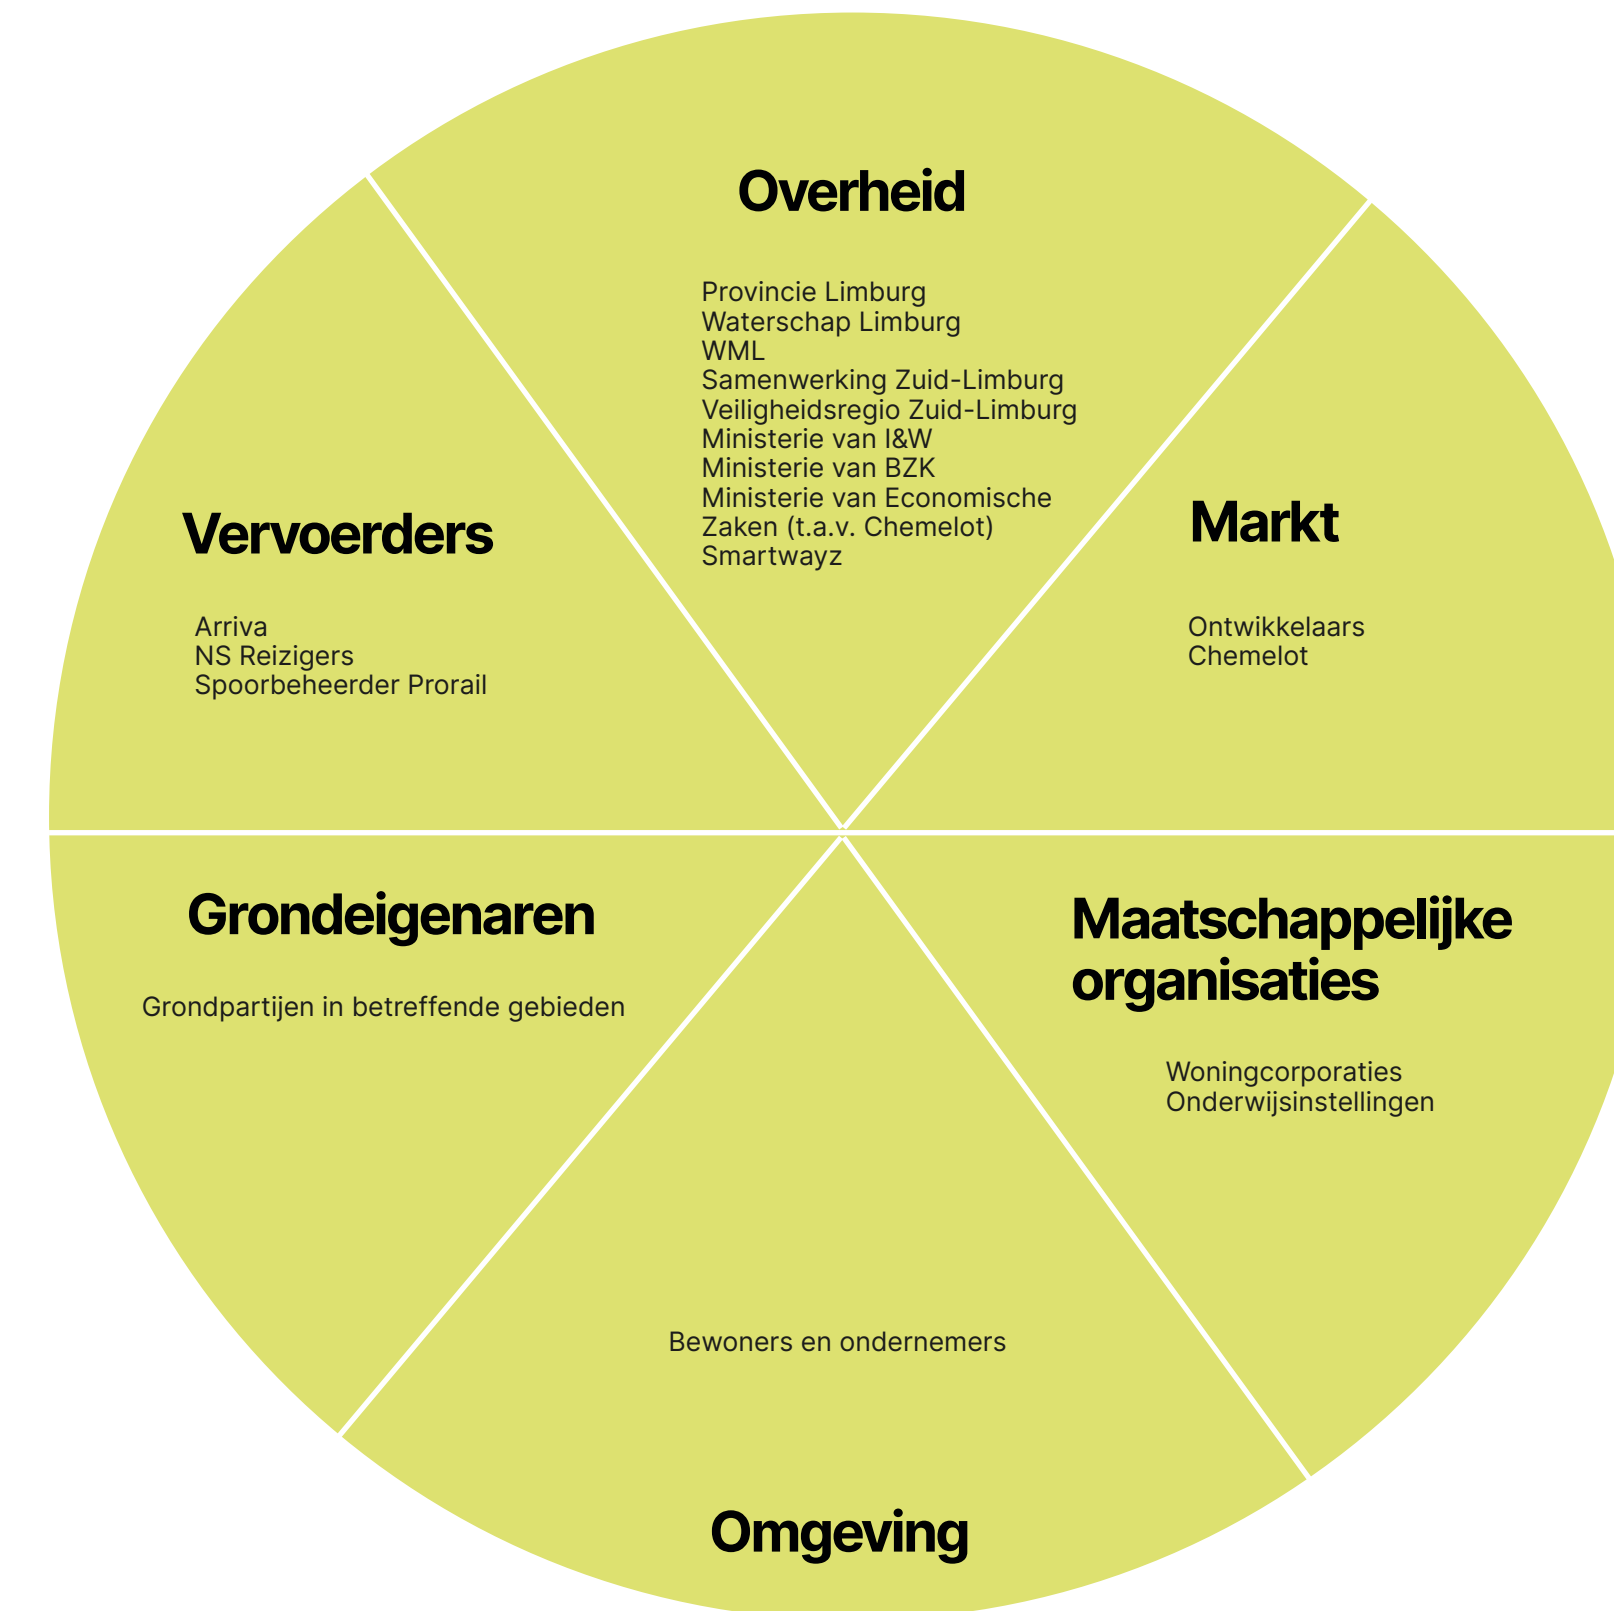 Overheid
Provincie Limburg
Waterschap Limburg
WML
Samenwerking Zuid-Limburg
Veiligheidsregio Zuid-Limburg
Ministerie van I&W
Ministerie van BZK
Ministerie van Economische
Zaken (t.a.v. Chemelot)
Smartwayz
Markt
Ontwikkelaars
Chemelot
Vervoerders
Arriva
NS Reizigers
Spoorbeheerder Prorail
Grondeigenaren
Grondpartijen in betreffende gebieden
Maatschappelijke
organisaties
Woningcorporaties
Onderwijsinstellingen
Bewoners en ondernemers
Omgeving